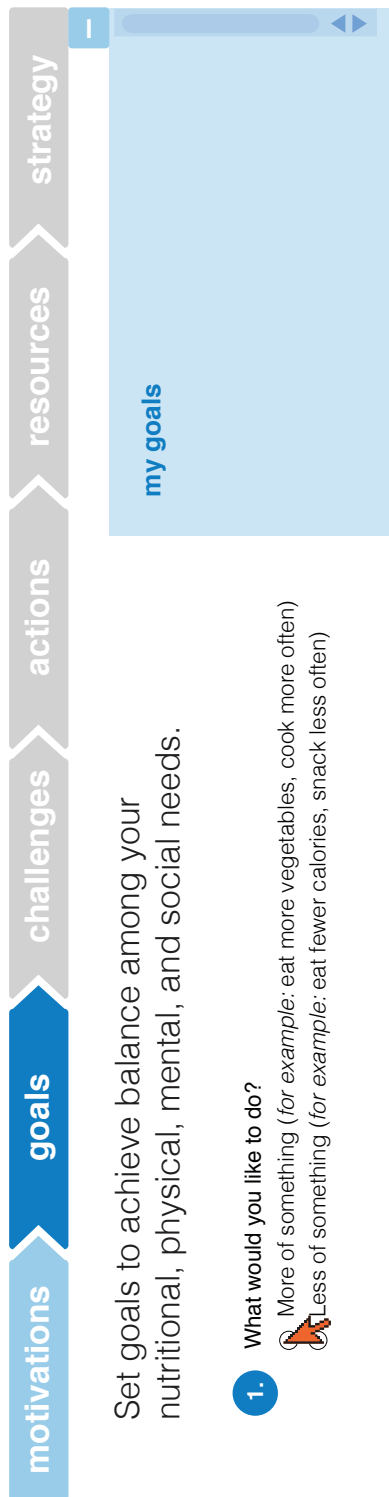 motivations
goals
challenges
actions
resources
strategy
Set goals to achieve balance among your
nutritional, physical, mental, and social needs.
my goals
1.
What would you like to do?
More of something (for example: eat more vegetables, cook more often)
Less of something (for example: eat fewer calories, snack less often)